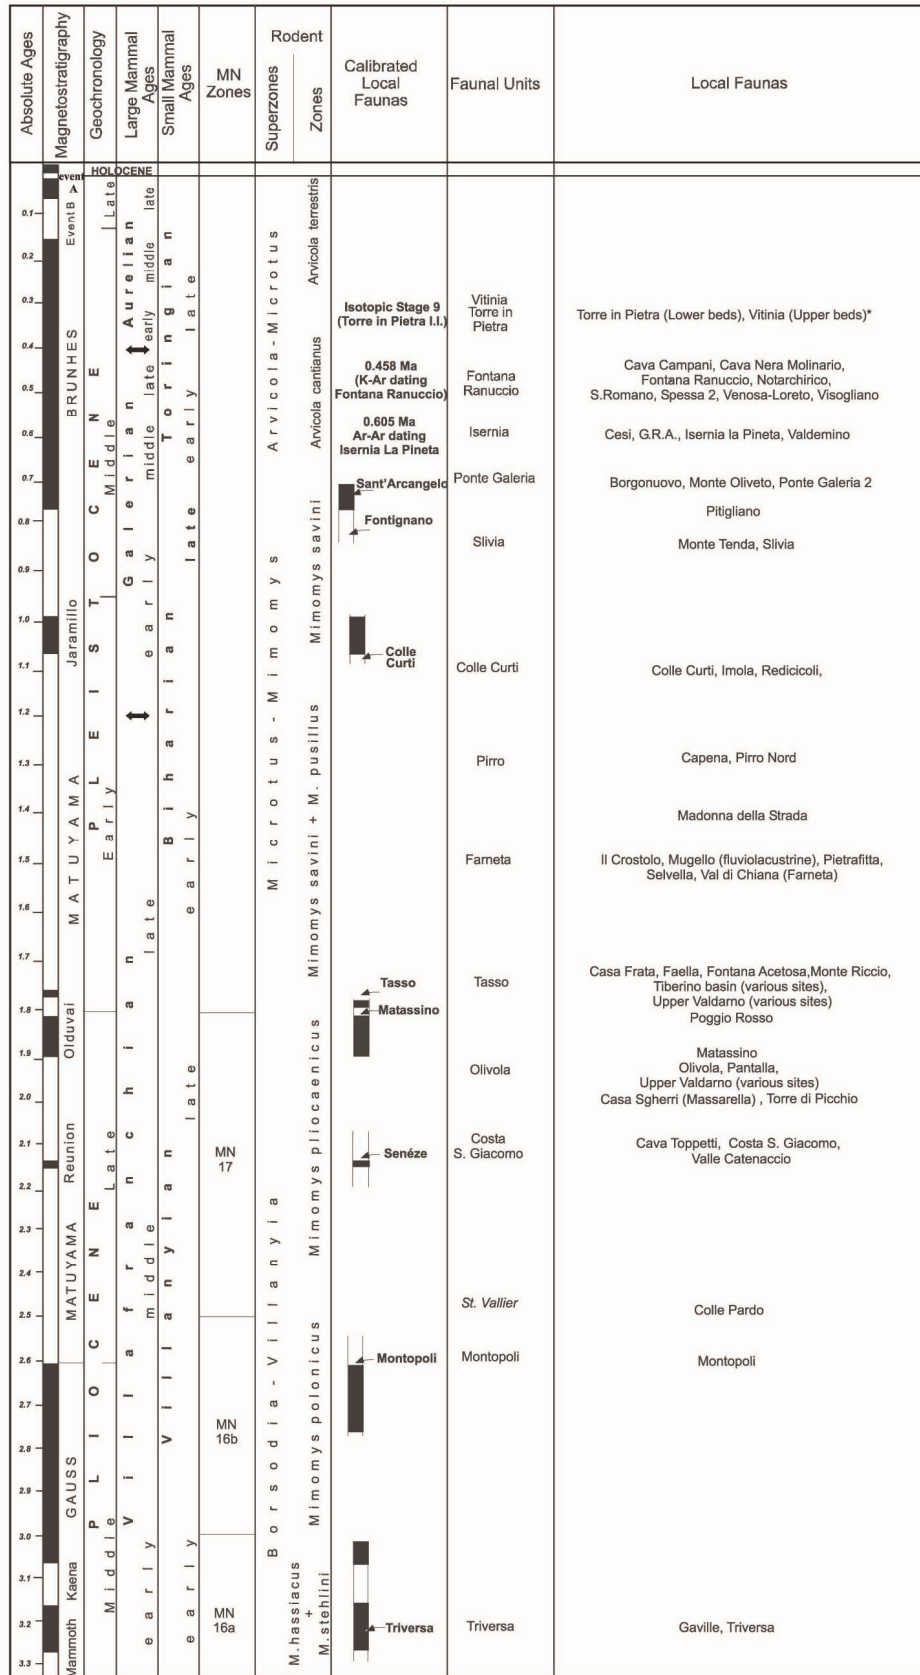 Absolute Ages
Magnetostratigraphy
Geochronology
Large Mammal
Ages
Small Mammal
Ages
MN
Zones
Rodent
Superzones
Zones
Calibrated
Local
Faunas
Faunal Units
Local Faunas
0.1
0.2
0.3
0.4
0.5
0.6
0.7
0.8
0.9
1.0
1.1
1.2
1.3
1.4
1.5
1.6
1.7
1.8
1.9
2.0
2.1
2.2
2.3
2.4
2.5
2.6
2.7
2.8
2.9
3.0
3.1
3.2
3.3
event
A
Event B
BRUNHES
Jaramillo
MATUYAMA
Olduvai
Reunion
MATUYAMA
GAUSS
Kaena
Mammoth
HOLOCENE
Late
Middle
Early
PLEISTOCENE
Late
Middle
PLIOCENE
Aurelian
late
middle
early
Galerian
late
middle
early
Villafranchian
late
middle
early
Toringian
late
early
Biharian
late
early
Villanyian
late
early
MN
17
MN
16b
MN
16a
Arvicola-Microtus
Microtus-Mimomys
Borsodia-Villanyia
Arvicola terrestris
Arvicola cantianus
Mimomys savini
Mimomys savini + M. pusillus
Mimomys pliocaenicus
Mimomys polonicus
M.hassiacus
+
M.stehlini
Isotopic Stage 9
(Torre in Pietra l.l.)
0.458 Ma
(K-Ar dating
Fontana Ranuccio)
0.605 Ma
Ar-Ar dating
Isernia La Pineta
Sant'Arcangelo
Fontignano
Colle
Curti
Tasso
Matassino
Senéze
Montopoli
Triversa
Vitinia
Torre in
Pietra
Fontana
Ranuccio
Isernia
Ponte Galeria
Slivia
Colle Curti
Pirro
Farneta
Tasso
Olivola
Costa
S. Giacomo
St. Vallier
Montopoli
Triversa
Torre in Pietra (Lower beds), Vitinia (Upper beds)*
Cava Campani, Cava Nera Molinario,
Fontana Ranuccio, Notarchirico,
S.Romano, Spessa 2, Venosa-Loreto, Visogliano
Cesi, G.R.A., Isernia la Pineta, Valdemino
Borgonuovo, Monte Oliveto, Ponte Galeria 2
Pitigliano
Monte Tenda, Slivia
Colle Curti, Imola, Redicicoli,
Capena, Pirro Nord
Madonna della Strada
Il Crostolo, Mugello (fluviolacustrine), Pietrafitta,
Selvella, Val di Chiana (Farneta)
Casa Frata, Faella, Fontana Acetosa,Monte Riccio,
Tiberino basin (various sites),
Upper Valdarno (various sites)
Poggio Rosso
Matassino
Olivola, Pantalla,
Upper Valdarno (various sites)
Casa Sgherri (Massarella) , Torre di Picchio
Cava Toppetti, Costa S. Giacomo,
Valle Catenaccio
Colle Pardo
Montopoli
Gaville, Triversa